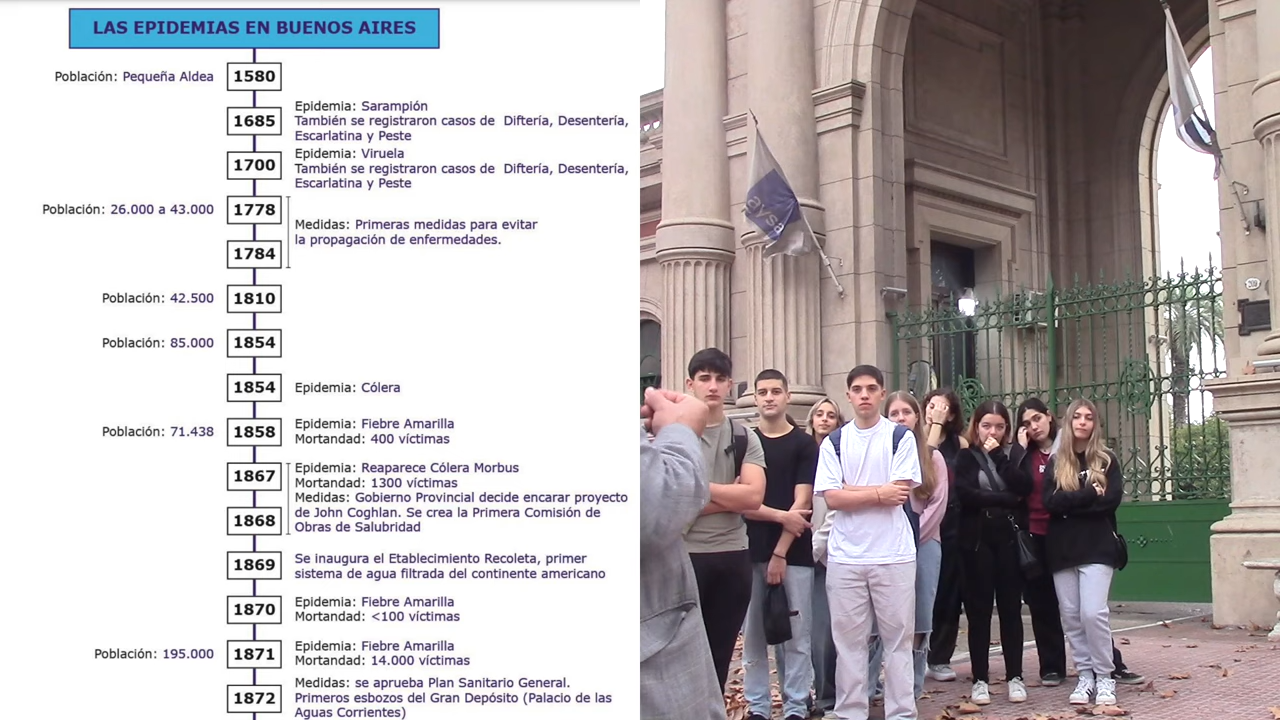 LAS EPIDEMIAS EN BUENOS AIRES
Población: Pequeña Aldea
1580
1685
Epidemia: Sarampión
También se registraron casos de Diftería, Desentería,
Escarlatina y Peste
1700
Epidemia: Viruela
También se registraron casos de Diftería, Desentería,
Escarlatina y Peste
Población: 26.000 a 43.000
1778
Medidas: Primeras medidas para evitar
la propagación de enfermedades.
1784
Población: 42.500
1810
Población: 85.000
1854
1854
Epidemia: Cólera
Población: 71.438
1858
Epidemia: Fiebre Amarilla
Mortandad: 400 víctimas
1867
Epidemia: Reaparece Cólera Morbus
Mortandad: 1300 víctimas
Medidas: Gobierno Provincial decide encarar proyecto
de John Coghlan. Se crea la Primera Comisión de
Obras de Salubridad
1868
1869
Se inaugura el Etablecimiento Recoleta, primer
sistema de agua filtrada del continente americano
1870
Epidemia: Fiebre Amarilla
Mortandad: <100 víctimas
Población: 195.000
1871
Epidemia: Fiebre Amarilla
Mortandad: 14.000 víctimas
1872
Medidas: se aprueba Plan Sanitario General.
Primeros esbozos del Gran Depósito (Palacio de las
Aguas Corrientes)
aysa